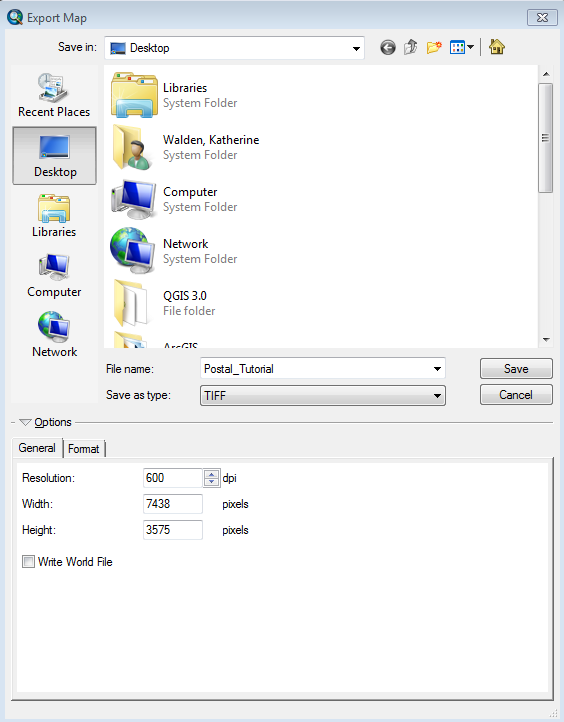 Export Map
Save in: Desktop
Recent Places
Desktop
Libraries
Computer
Network
Libraries
System Folder
Walden, Katherine
System Folder
Computer
System Folder
Network
System Folder
QGIS 3.0
File folder
ArcGIS
File name: Postal_Tutorial Save
Save as type: TIFF Cancel
Options
General Format
Resolution: 600 dpi
Width: 7438 pixels
Height: 3575 pixels
Write World File